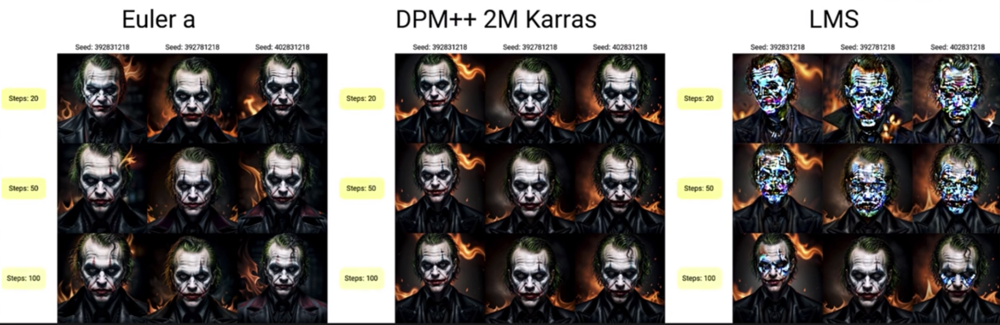 Euler a
DPM++ 2M Karras
LMS
Seed: 392831218
Seed: 392781218
Seed: 402831218
Seed: 392831218
Seed: 392781218
Seed: 402831218
Seed: 392831218
Seed: 392781218
Seed: 402831218
Steps: 20
Steps: 20
Steps: 20
Steps: 50
Steps: 50
Steps: 50
Steps: 100
Steps: 100
Steps: 100